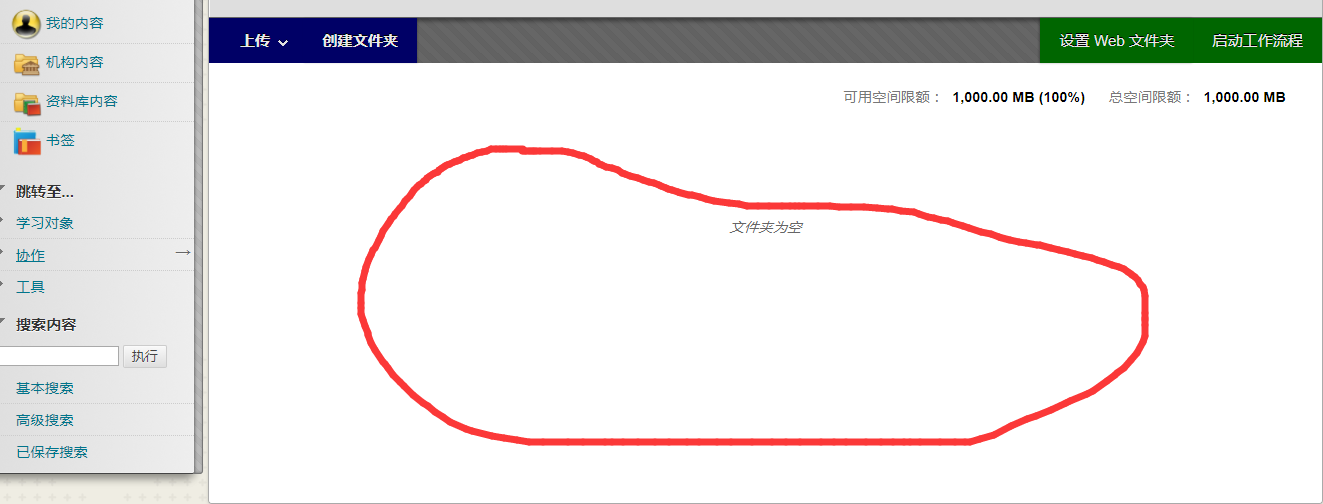 我的内容
机构内容
资料库内容
书签
跳转至...
学习对象
协作 →
工具
搜索内容
执行
基本搜索
高级搜索
已保存搜索
上传 创建文件夹 设置 Web 文件夹 启动工作流程
可用空间限额： 1,000.00 MB (100%) 总空间限额： 1,000.00 MB
文件夹为空